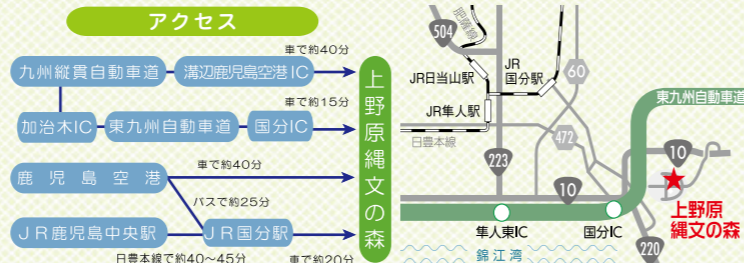 アクセス
車で約40分
九州縦貫自動車道
溝辺鹿児島空港IC
車で約15分
加治木IC
東九州自動車道
国分IC
鹿児島空港
車で約40分
バスで約25分
JR鹿児島中央駅
JR国分駅
日豊本線で約40〜45分
車で約20分
上野原縄文の森
肥薩線
504
JR日当山駅
JR
国分駅
60
JR隼人駅
東九州自動車道
日豊本線
472
223
10
10
上野原
縄文の森
隼人東IC
国分IC
錦江湾
220